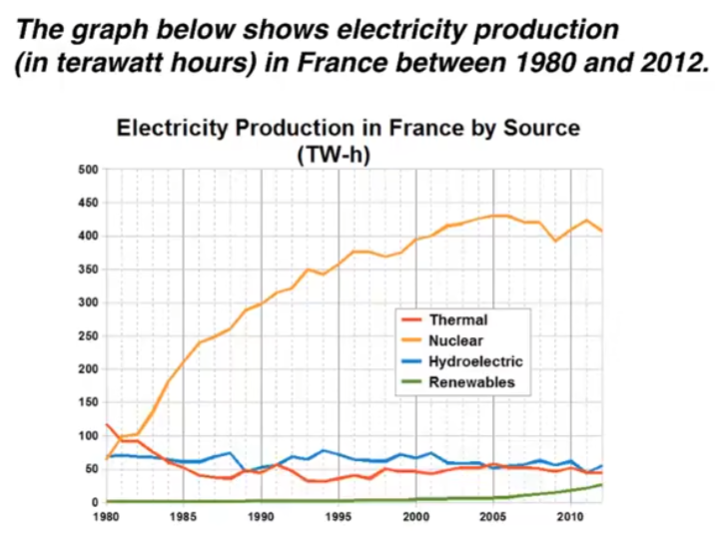 The graph below shows electricity production
(in terawatt hours) in France between 1980 and 2012.
Electricity Production in France by Source
(TW-h)
500
450
400
350
300
250
200
150
100
50
0
Thermal
Nuclear
Hydroelectric
Renewables
1980 1985 1990 1995 2000 2005 2010